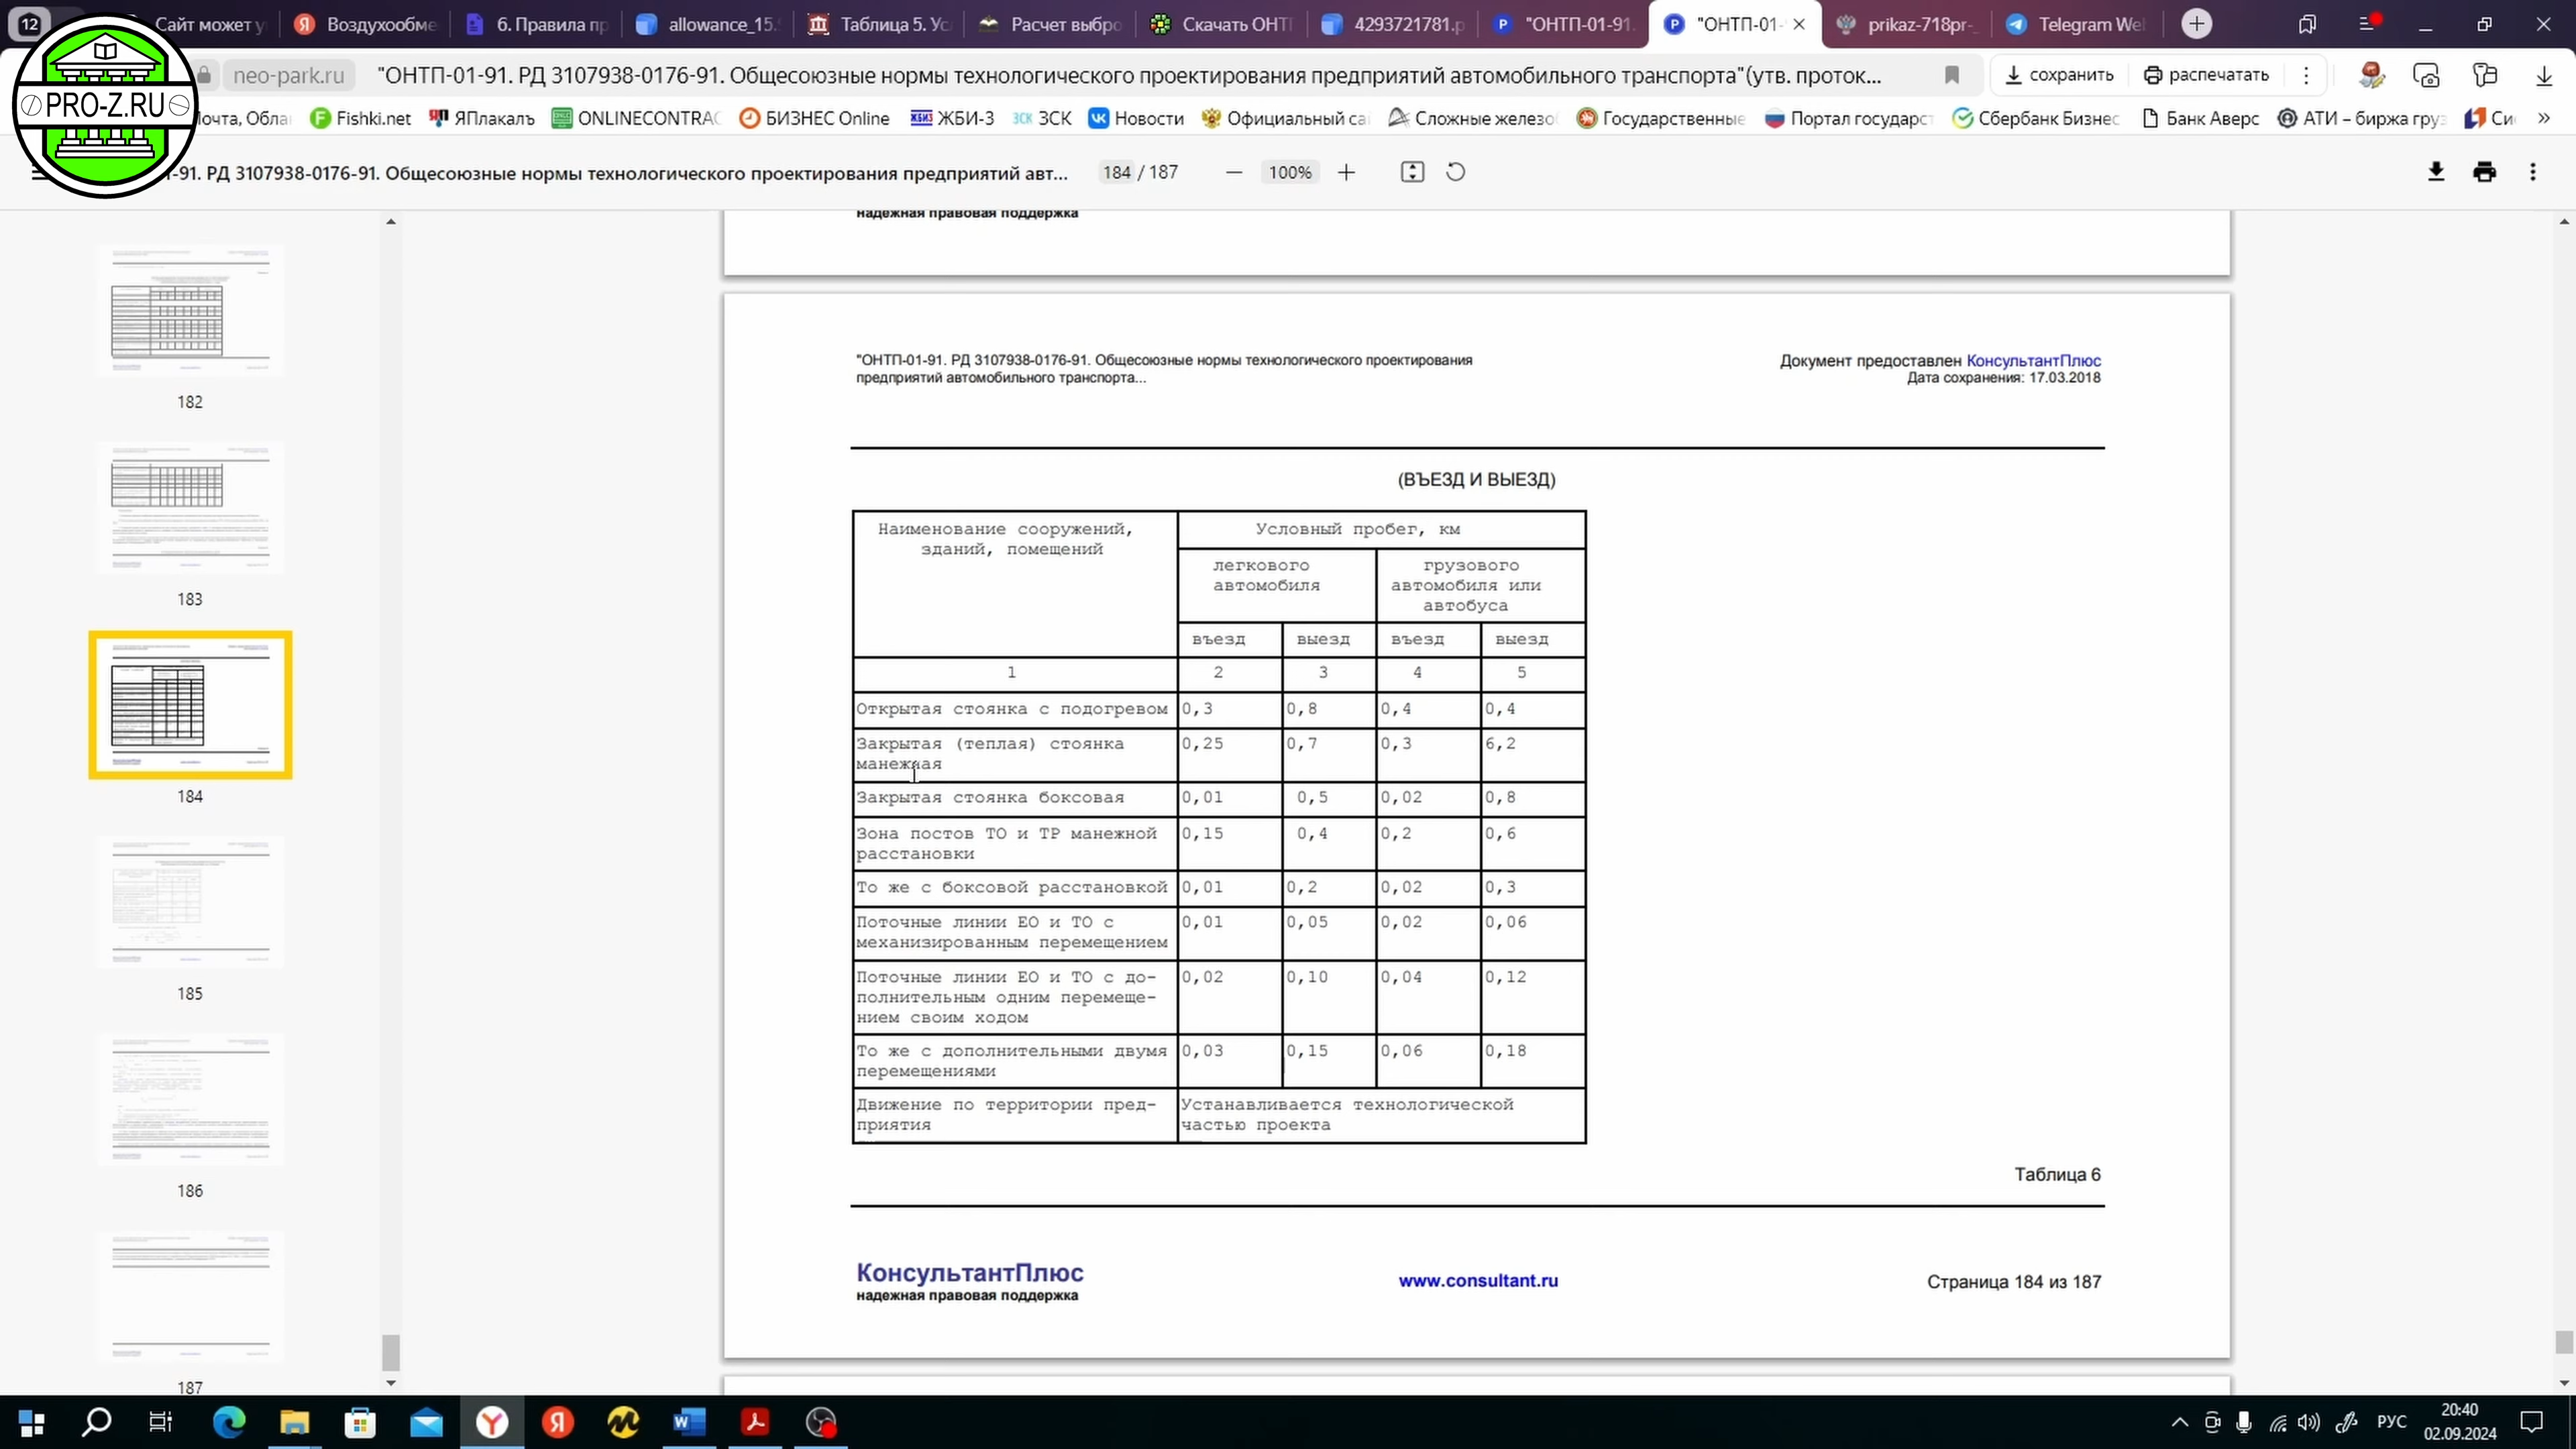 12
Сайт может у
Воздухообме
6. Правила пр
allowance_15.
Таблица 5. Ус
Расчет выбро
Скачать ОНТ
4293721781.p
"ОНТП-01-91.
"ОНТП-01-
prikaz-718pr-
Telegram Wel
PRO-Z.RU
neo-park.ru
"ОНТП-01-91. РД 3107938-0176-91. Общесоюзные нормы технологического проектирования предприятий автомобильного транспорта"(утв. проток...
сохранить
распечатать
Почта, Обла
Fishki.net
ЯПлакалъ
ONLINECONTRAC
БИЗНЕС Online
ЖБИ-3
ЗСК
Новости
Официальный са
Сложные железо
Государственные
Портал государст
Сбербанк Бизнес
Банк Аверс
АТИ – биржа груз
Си
»
-91. РД 3107938-0176-91. Общесоюзные нормы технологического проектирования предприятий авт...
184 / 187
100%
надежная правовая поддержка
182
183
184
185
186
187
"ОНТП-01-91. РД 3107938-0176-91. Общесоюзные нормы технологического проектирования
предприятий автомобильного транспорта...
Документ предоставлен КонсультантПлюс
Дата сохранения: 17.03.2018
(ВЪЕЗД И ВЫЕЗД)
Наименование сооружений,
зданий, помещений
Условный пробег, км
легкового
автомобиля
грузового
автомобиля или
автобуса
въезд выезд въезд выезд
1 2 3 4 5
Открытая стоянка с подогревом 0,3 0,8 0,4 0,4
Закрытая (теплая) стоянка 0,25 0,7 0,3 6,2
манежная
Закрытая стоянка боксовая 0,01 0,5 0,02 0,8
Зона постов ТО и ТР манежной 0,15 0,4 0,2 0,6
расстановки
То же с боксовой расстановкой 0,01 0,2 0,02 0,3
Поточные линии ЕО и ТО с 0,01 0,05 0,02 0,06
механизированным перемещением
Поточные линии ЕО и ТО с до- 0,02 0,10 0,04 0,12
полнительным одним перемеще-
нием своим ходом
То же с дополнительными двумя 0,03 0,15 0,06 0,18
перемещениями
Движение по территории пред- Устанавливается технологической
приятия частью проекта
Таблица 6
КонсультантПлюс
надежная правовая поддержка
www.consultant.ru
Страница 184 из 187
РУС
20:40
02.09.2024